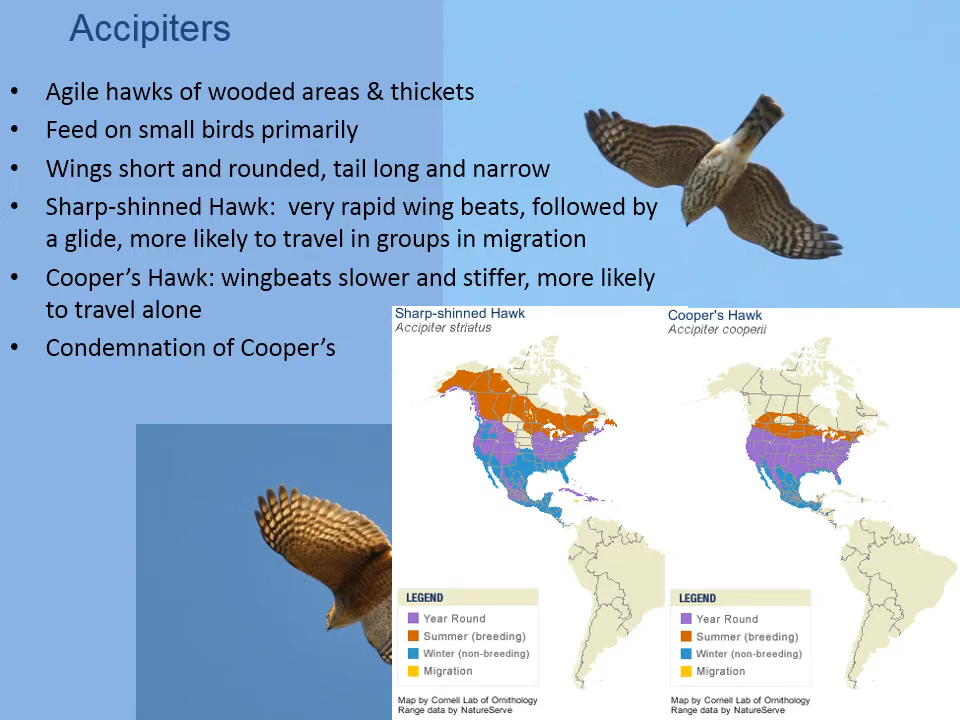 Accipiters
• Agile hawks of wooded areas & thickets
• Feed on small birds primarily
• Wings short and rounded, tail long and narrow
• Sharp-shinned Hawk:  very rapid wing beats, followed by
a glide, more likely to travel in groups in migration
• Cooper’s Hawk: wingbeats slower and stiffer, more likely
to travel alone
• Condemnation of Cooper’s
Sharp-shinned Hawk
Accipiter striatus
LEGEND
Year Round
Summer (breeding)
Winter (non-breeding)
Migration
Map by Cornell Lab of Ornithology
Range data by NatureServe
Cooper's Hawk
Accipiter cooperii
LEGEND
Year Round
Summer (breeding)
Winter (non-breeding)
Migration
Map by Cornell Lab of Ornithology
Range data by NatureServe